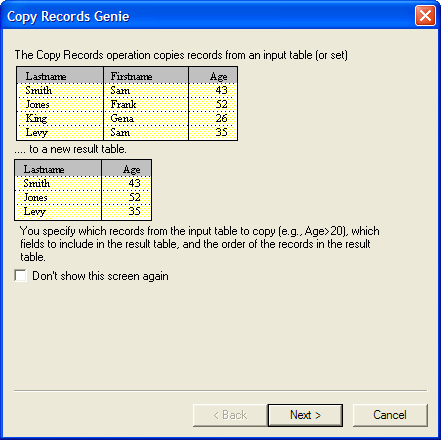 Copy Records Genie
The Copy Records operation copies records from an input table (or set)
Lastname Firstname Age
Smith Sam 43
Jones Frank 52
King Gena 26
Levy Sam 35
.... to a new result table.
Lastname Age
Smith 43
Jones 52
Levy 35
You specify which records from the input table to copy (e.g., Age>20), which
fields to include in the result table, and the order of the records in the result
table.
Don't show this screen again
< Back Next > Cancel